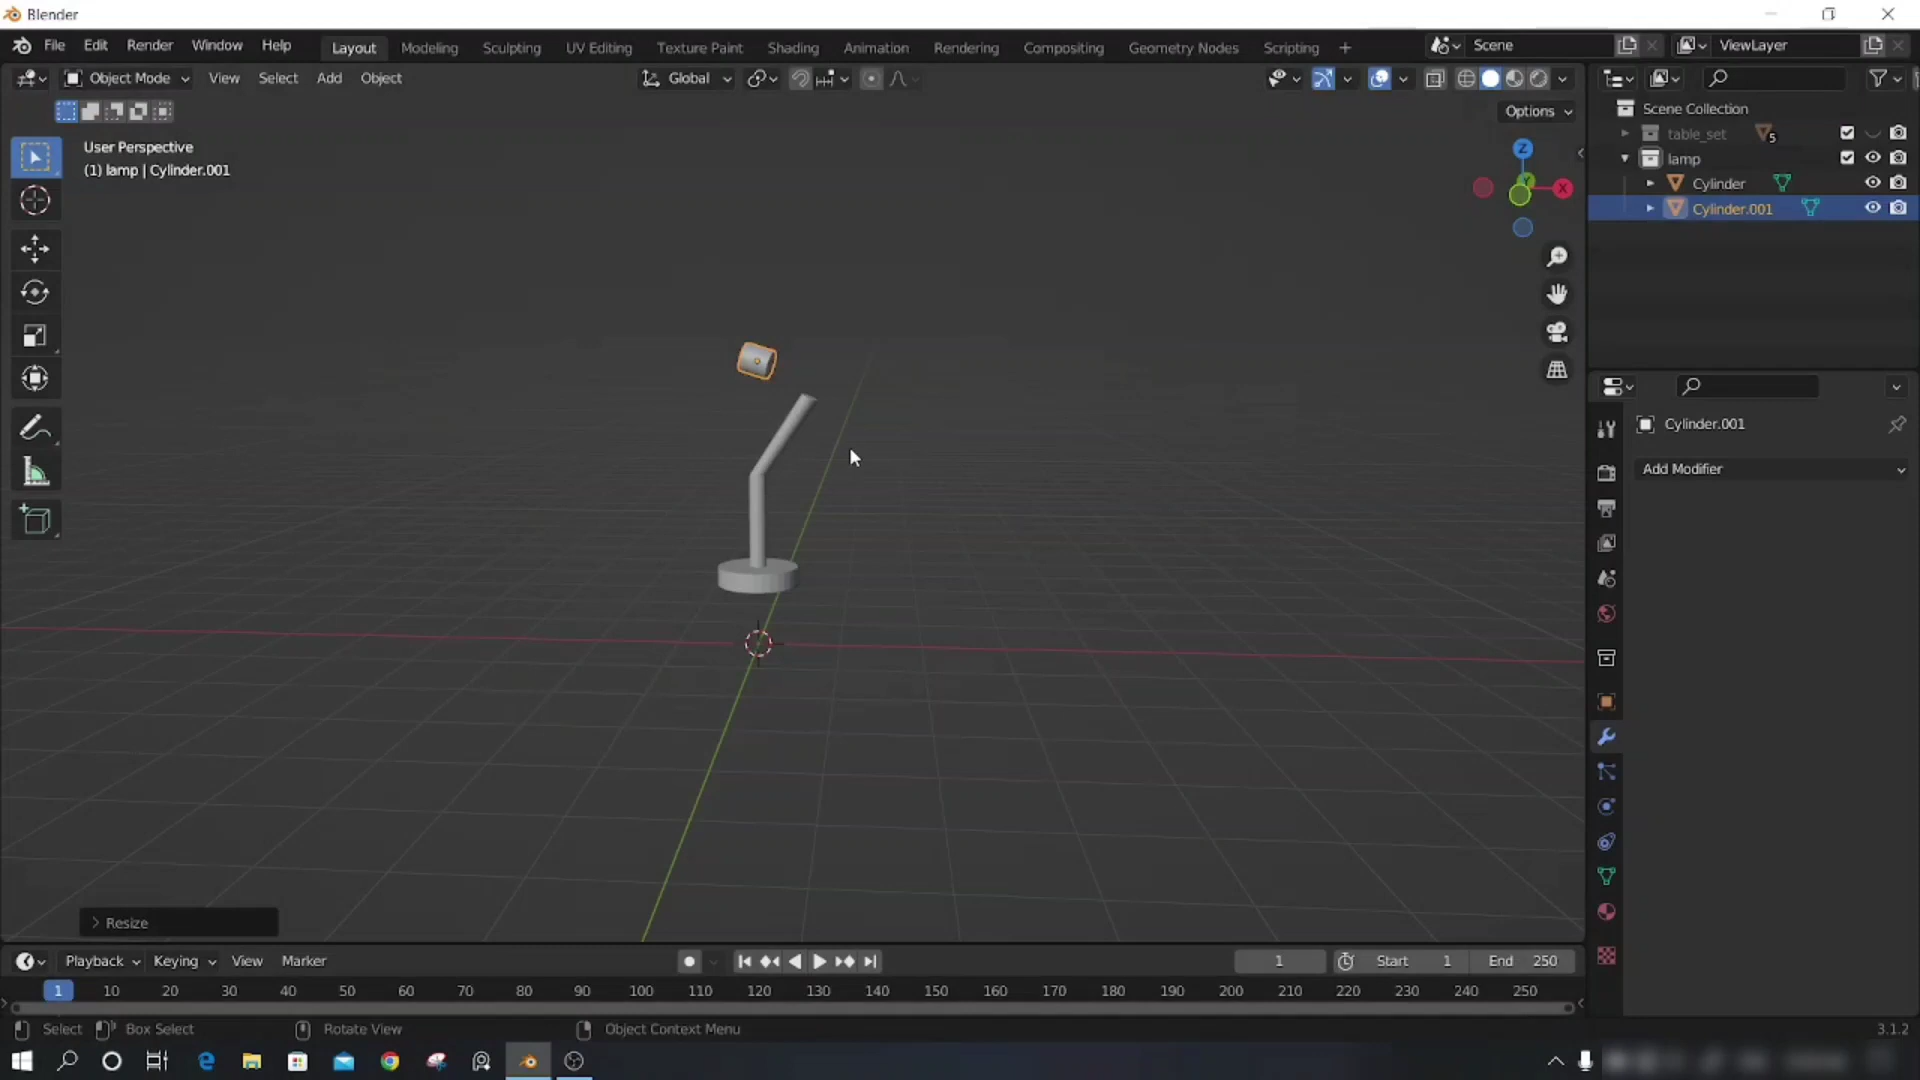 Blender
File Edit Render Window Help Layout Modeling Sculpting UV Editing Texture Paint Shading Animation Rendering Compositing Geometry Nodes Scripting + Scene ViewLayer
Object Mode View Select Add Object Global
Options
User Perspective
(1) lamp | Cylinder.001
Z
Y
X
Scene Collection
table_set 5
lamp
Cylinder
Cylinder.001
Cylinder.001
Add Modifier
> Resize
Playback Keying View Marker 1 Start 1 End 250
1 10 20 30 40 50 60 70 80 90 100 110 120 130 140 150 160 170 180 190 200 210 220 230 240 250
Select Box Select Rotate View Object Context Menu 3.1.2